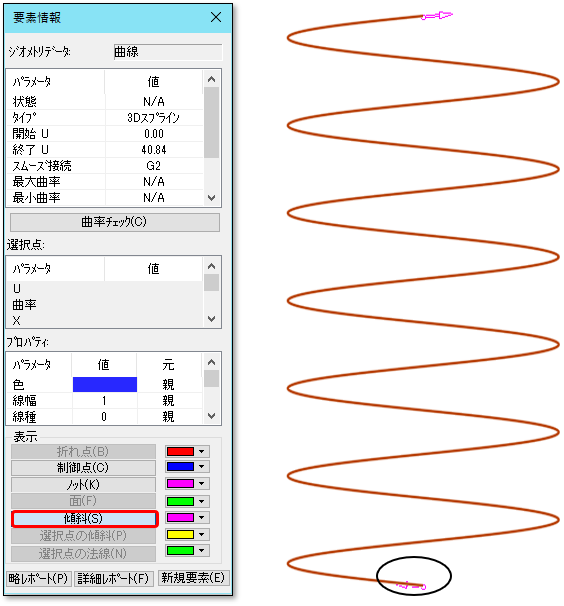 要素情報
ジオメトリデータ: 曲線
パラメータ 値
状態 N/A
タイプ 3Dスプライン
開始 U 0.00
終了 U 40.84
スムーズ接続 G2
最大曲率 N/A
最小曲率 N/A
曲率チェック(C)
選択点:
パラメータ 値
U
曲率
X
プロパティ:
パラメータ 値 元
色 親
線幅 1 親
線種 0 親
表示
折れ点(B)
制御点(C)
ノット(K)
面(F)
傾斜(S)
選択点の傾斜(P)
選択点の法線(N)
略レポート(P) 詳細レポート(F) 新規要素(E)